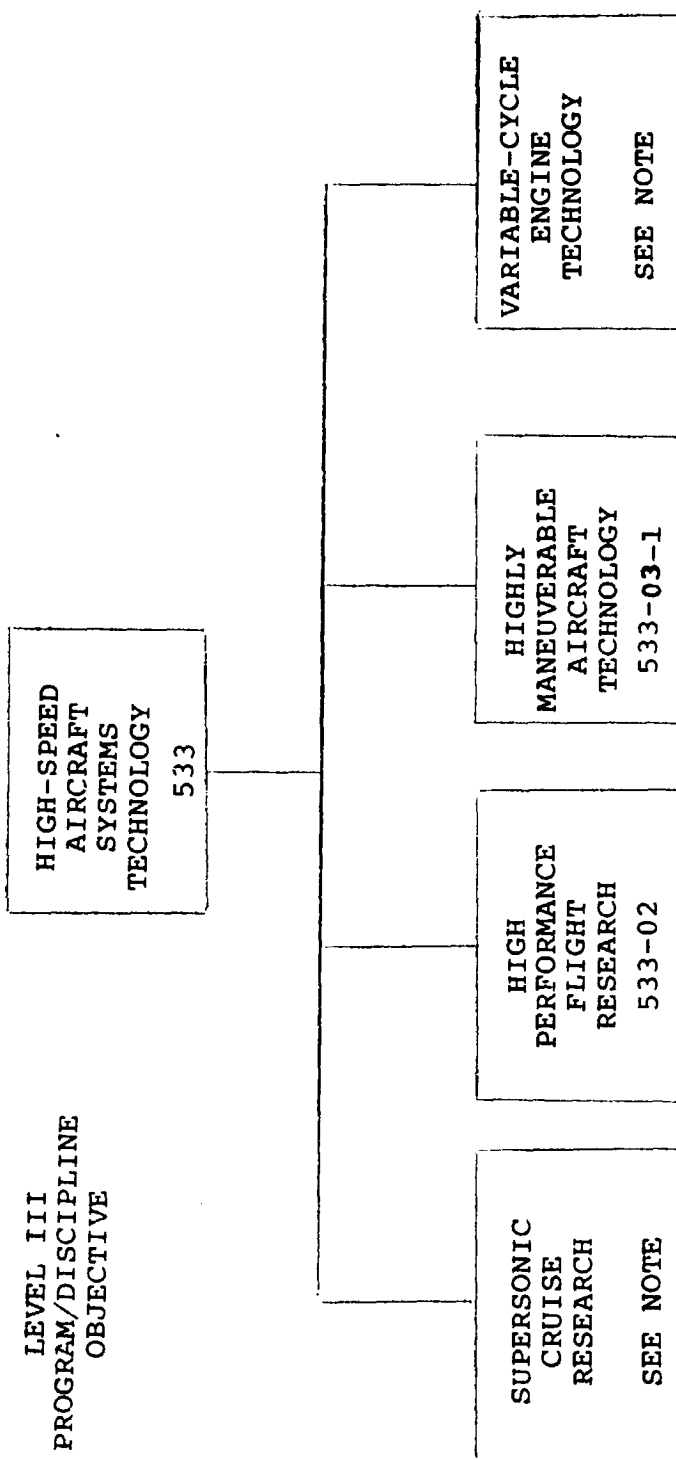 LEVEL III
PROGRAM/DISCIPLINE
OBJECTIVE
HIGH-SPEED
AIRCRAFT
SYSTEMS
TECHNOLOGY
533
SUPERSONIC
CRUISE
RESEARCH
SEE NOTE
HIGH
PERFORMANCE
FLIGHT
RESEARCH
533-02
HIGHLY
MANEUVERABLE
AIRCRAFT
TECHNOLOGY
533-03-1
VARIABLE-CYCLE
ENGINE
TECHNOLOGY
SEE NOTE